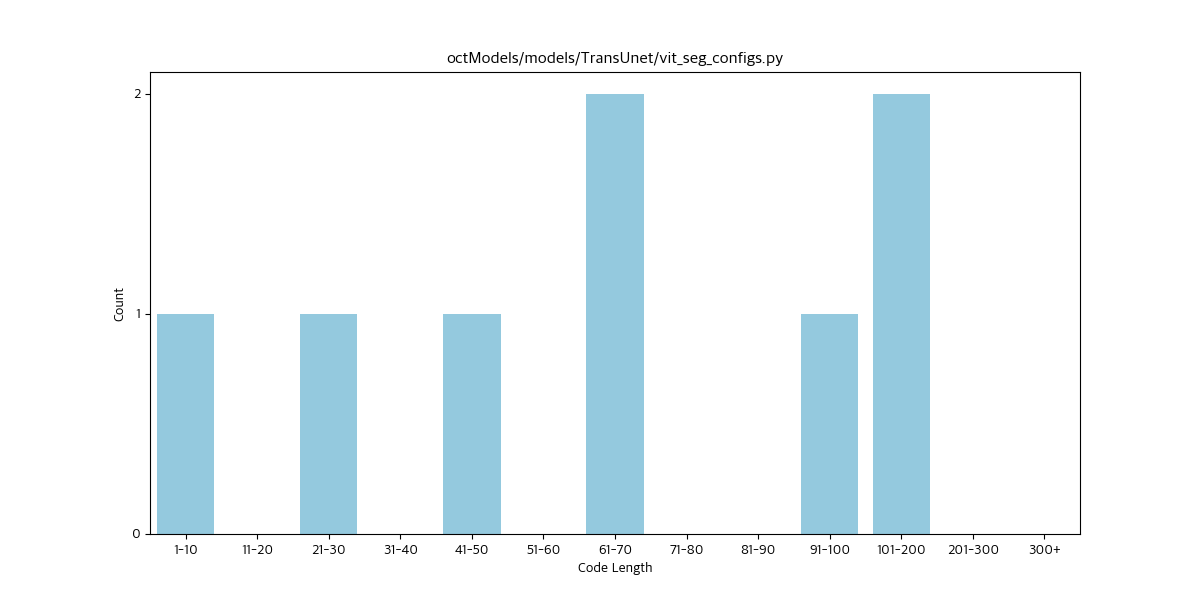 octModels/models/TransUnet/vit_seg_configs.py
Count
2
1
0
1-10 11-20 21-30 31-40 41-50 51-60 61-70 71-80 81-90 91-100 101-200 201-300 300+
Code Length